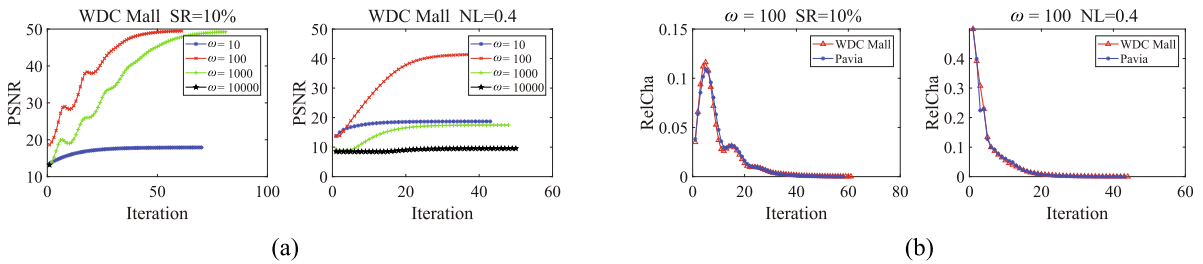 WDC Mall SR=10%
50
40
30
20
10
0
50
100
PSNR
Iteration
ω = 10
ω = 100
ω = 1000
ω = 10000
WDC Mall NL=0.4
50
40
30
20
10
0
0
20
40
60
PSNR
Iteration
ω = 10
ω = 100
ω = 1000
ω = 10000
(a)
ω = 100 SR=10%
0.1
0.05
0
0
20
40
60
80
RelCha
Iteration
WDC Mall
Pavia
ω = 100 NL=0.4
0.4
0.3
0.2
0.1
0
0
20
40
60
RelCha
Iteration
WDC Mall
Pavia
(b)